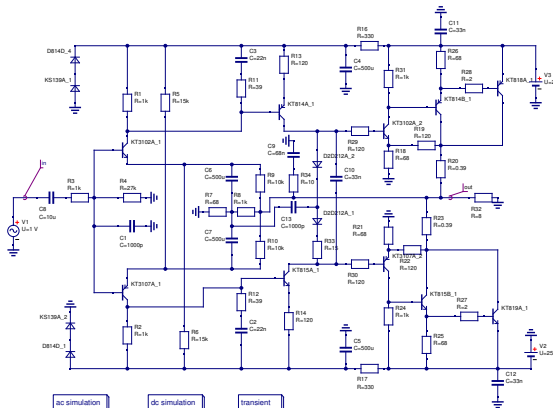 C11
C=33n
R16
R=330
D814D_4
KS139A_1
C3
C=22n
R13
R=120
R26
R=68
C4
C=500u
R31
R=1k
R28
R=2
KT818A_1
V3
R1
R=1k
R5
R=15k
R11
R=39
KT814A_1
KT814B_1
KT3102A_1
KT3102A_2
R29
R=120
R19
R=120
D2D212A_2
C9
C=68n
R18
R=68
R20
R=0.39
in
out
C6
C=500u
R9
R=10k
R34
R=10
C10
C=33n
R3
R=1k
R4
R=27k
C8
C=10u
R7
R=68
R8
R=1k
R32
R=8
V1
U=1 V
C1
C=1000p
C13
C=1000p
D2D212A_1
R21
R=68
R23
R=0.39
C7
C=500u
R10
R=10k
R33
R=15
KT3107A_2
R22
R=120
KT3107A_1
KT815A_1
R30
R=120
R12
R=39
KT815B_1
R27
R=2
KT819A_1
KS139A_2
D814D_1
R2
R=1k
R6
R=15k
C2
C=22n
R14
R=120
R24
R=1k
R25
R=68
C5
C=500u
V2
U=25
R17
R=330
C12
C=33n
ac simulation
dc simulation
transient